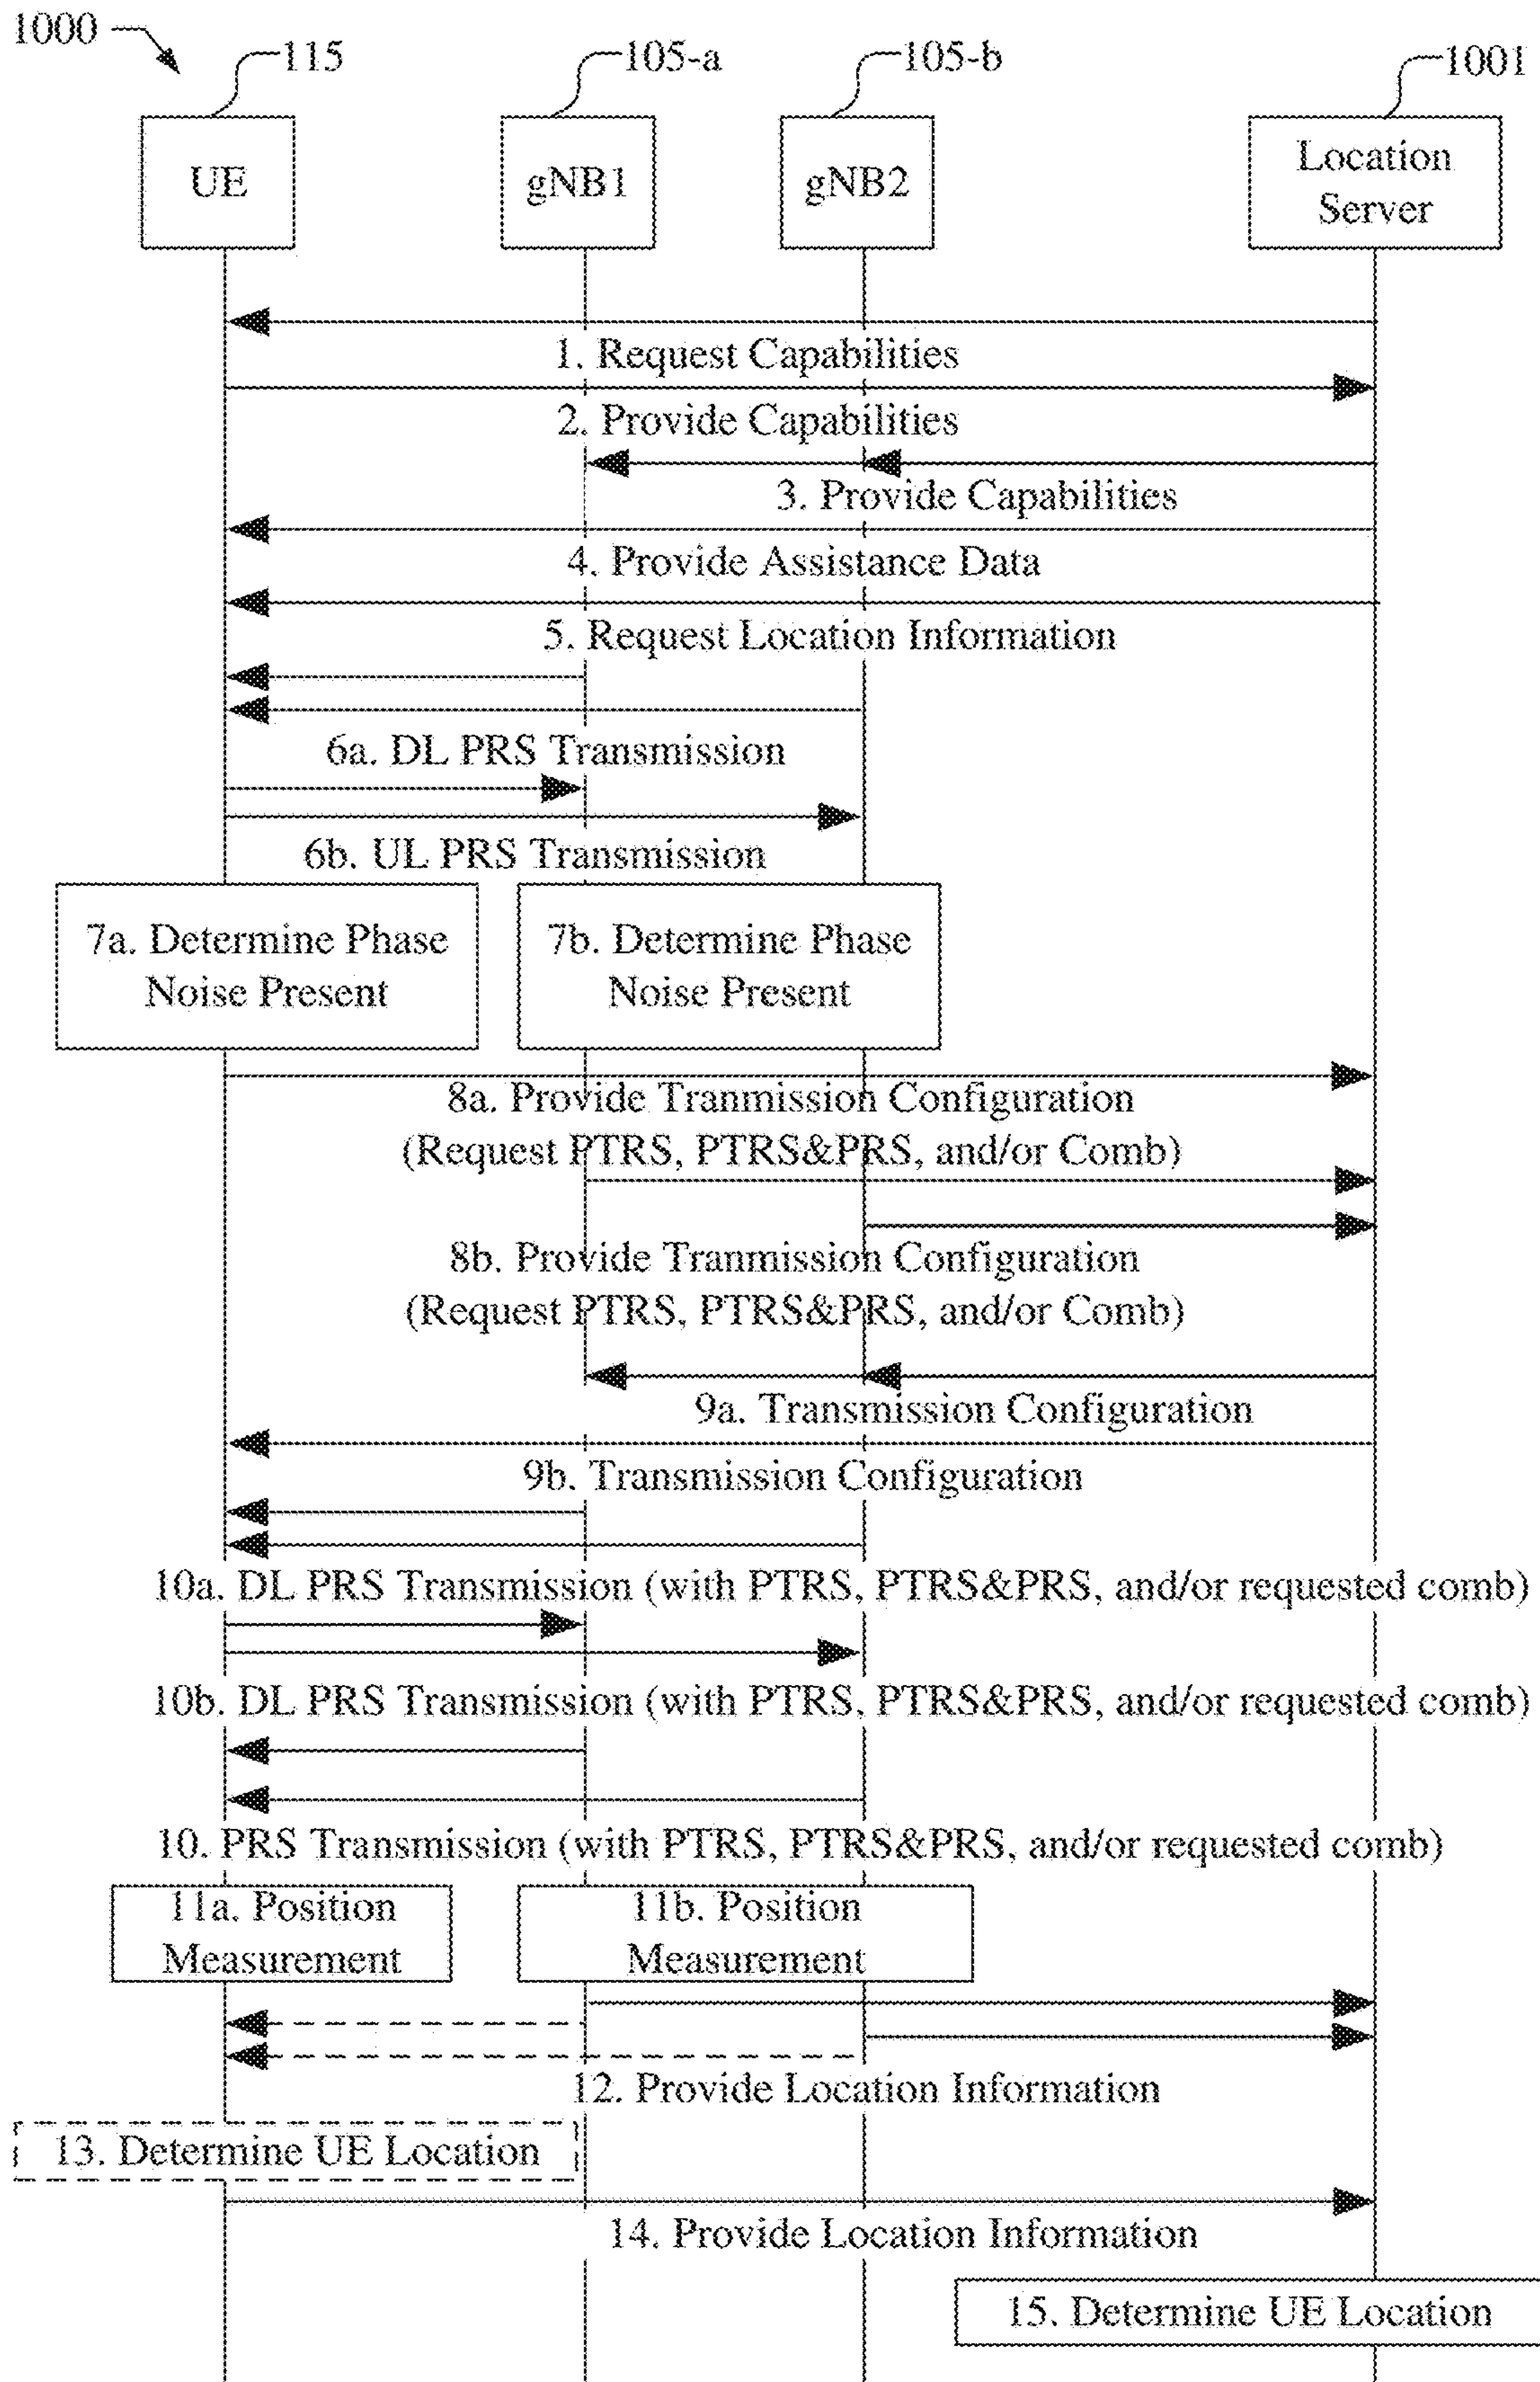 1000
115
105-a
105-b
1001
UE
gNB1
gNB2
Location
Server
1. Request Capabilities
2. Provide Capabilities
3. Provide Capabilities
4. Provide Assistance Data
5. Request Location Information
6a. DL PRS Transmission
6b. UL PRS Transmission
7a. Determine Phase
Noise Present
7b. Determine Phase
Noise Present
8a. Provide Tranmission Configuration
(Request PTRS, PTRS&PRS, and/or Comb)
8b. Provide Tranmission Configuration
(Request PTRS, PTRS&PRS, and/or Comb)
9a. Transmission Configuration
9b. Transmission Configuration
10a. DL PRS Transmission (with PTRS, PTRS&PRS, and/or requested comb)
10b. DL PRS Transmission (with PTRS, PTRS&PRS, and/or requested comb)
10. PRS Transmission (with PTRS, PTRS&PRS, and/or requested comb)
11a. Position
Measurement
11b. Position
Measurement
12. Provide Location Information
13. Determine UE Location
14. Provide Location Information
15. Determine UE Location